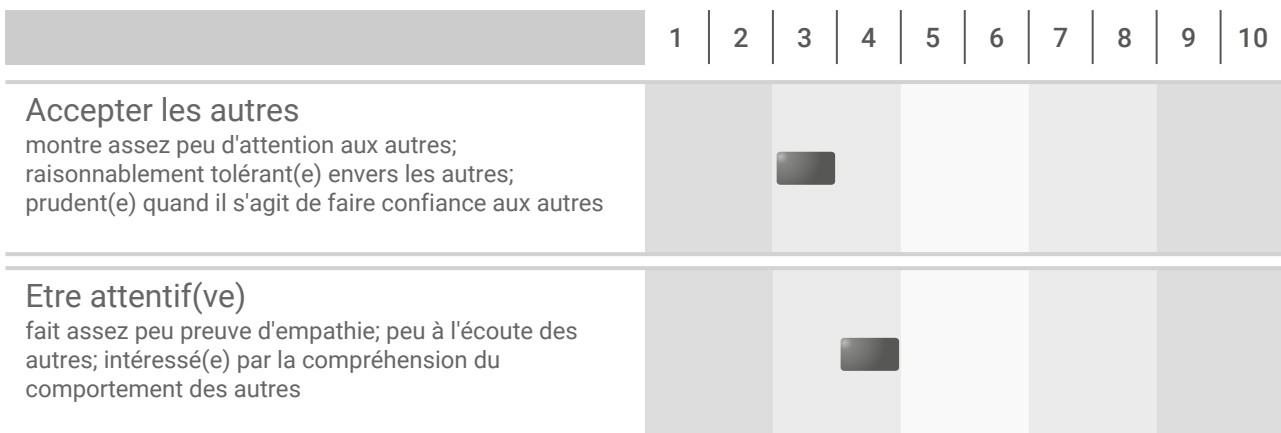 1 2 3 4 5 6 7 8 9 10
Accepter les autres
montre assez peu d'attention aux autres;
raisonnablement tolérant(e) envers les autres;
prudent(e) quand il s'agit de faire confiance aux autres
Etre attentif(ve)
fait assez peu preuve d'empathie; peu à l'écoute des
autres; intéressé(e) par la compréhension du
comportement des autres